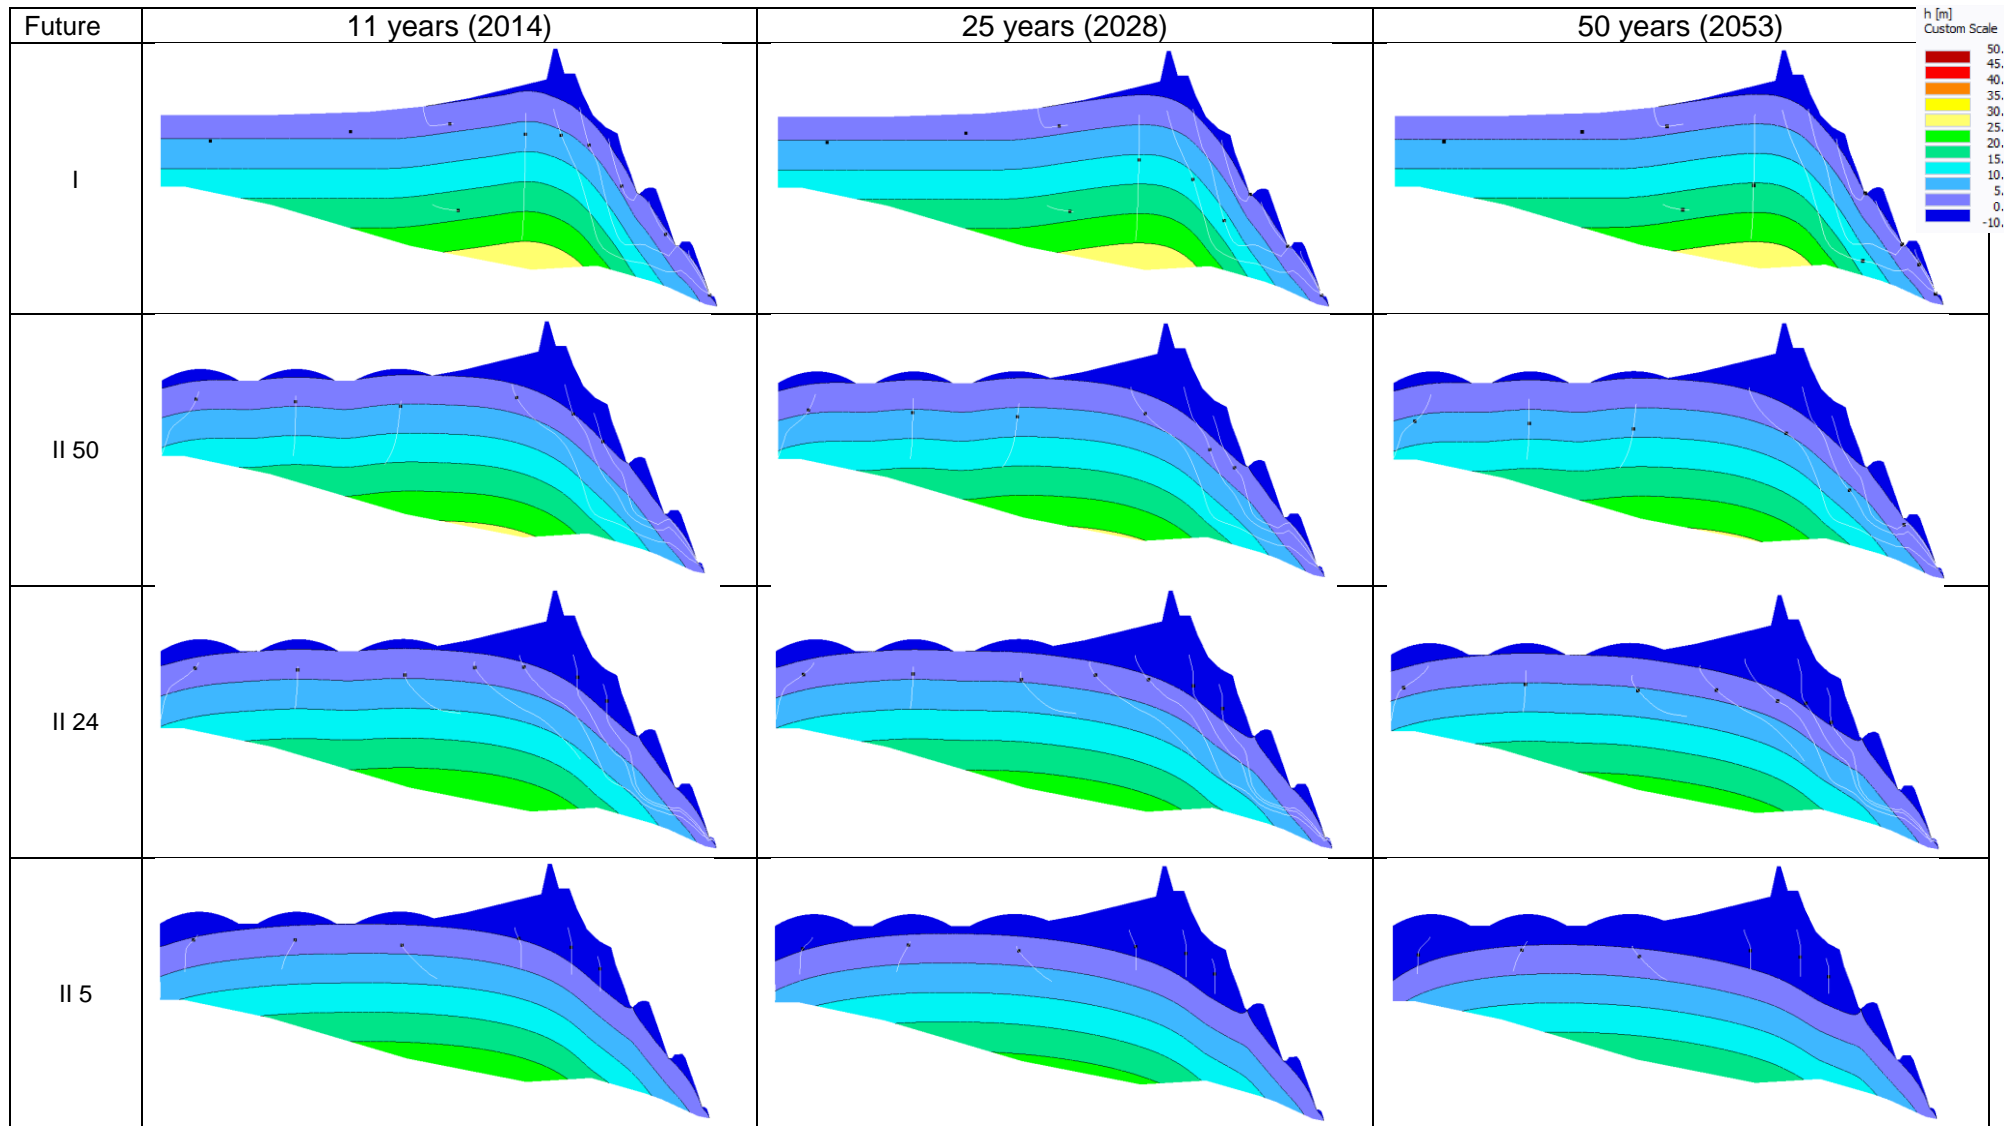 Future 11 years (2014) 25 years (2028) 50 years (2053)
h [m]
Custom Scale
50.
45.
40.
35.
30.
25.
20.
15.
10.
5.
0.
-10.
I
II 50
II 24
II 5